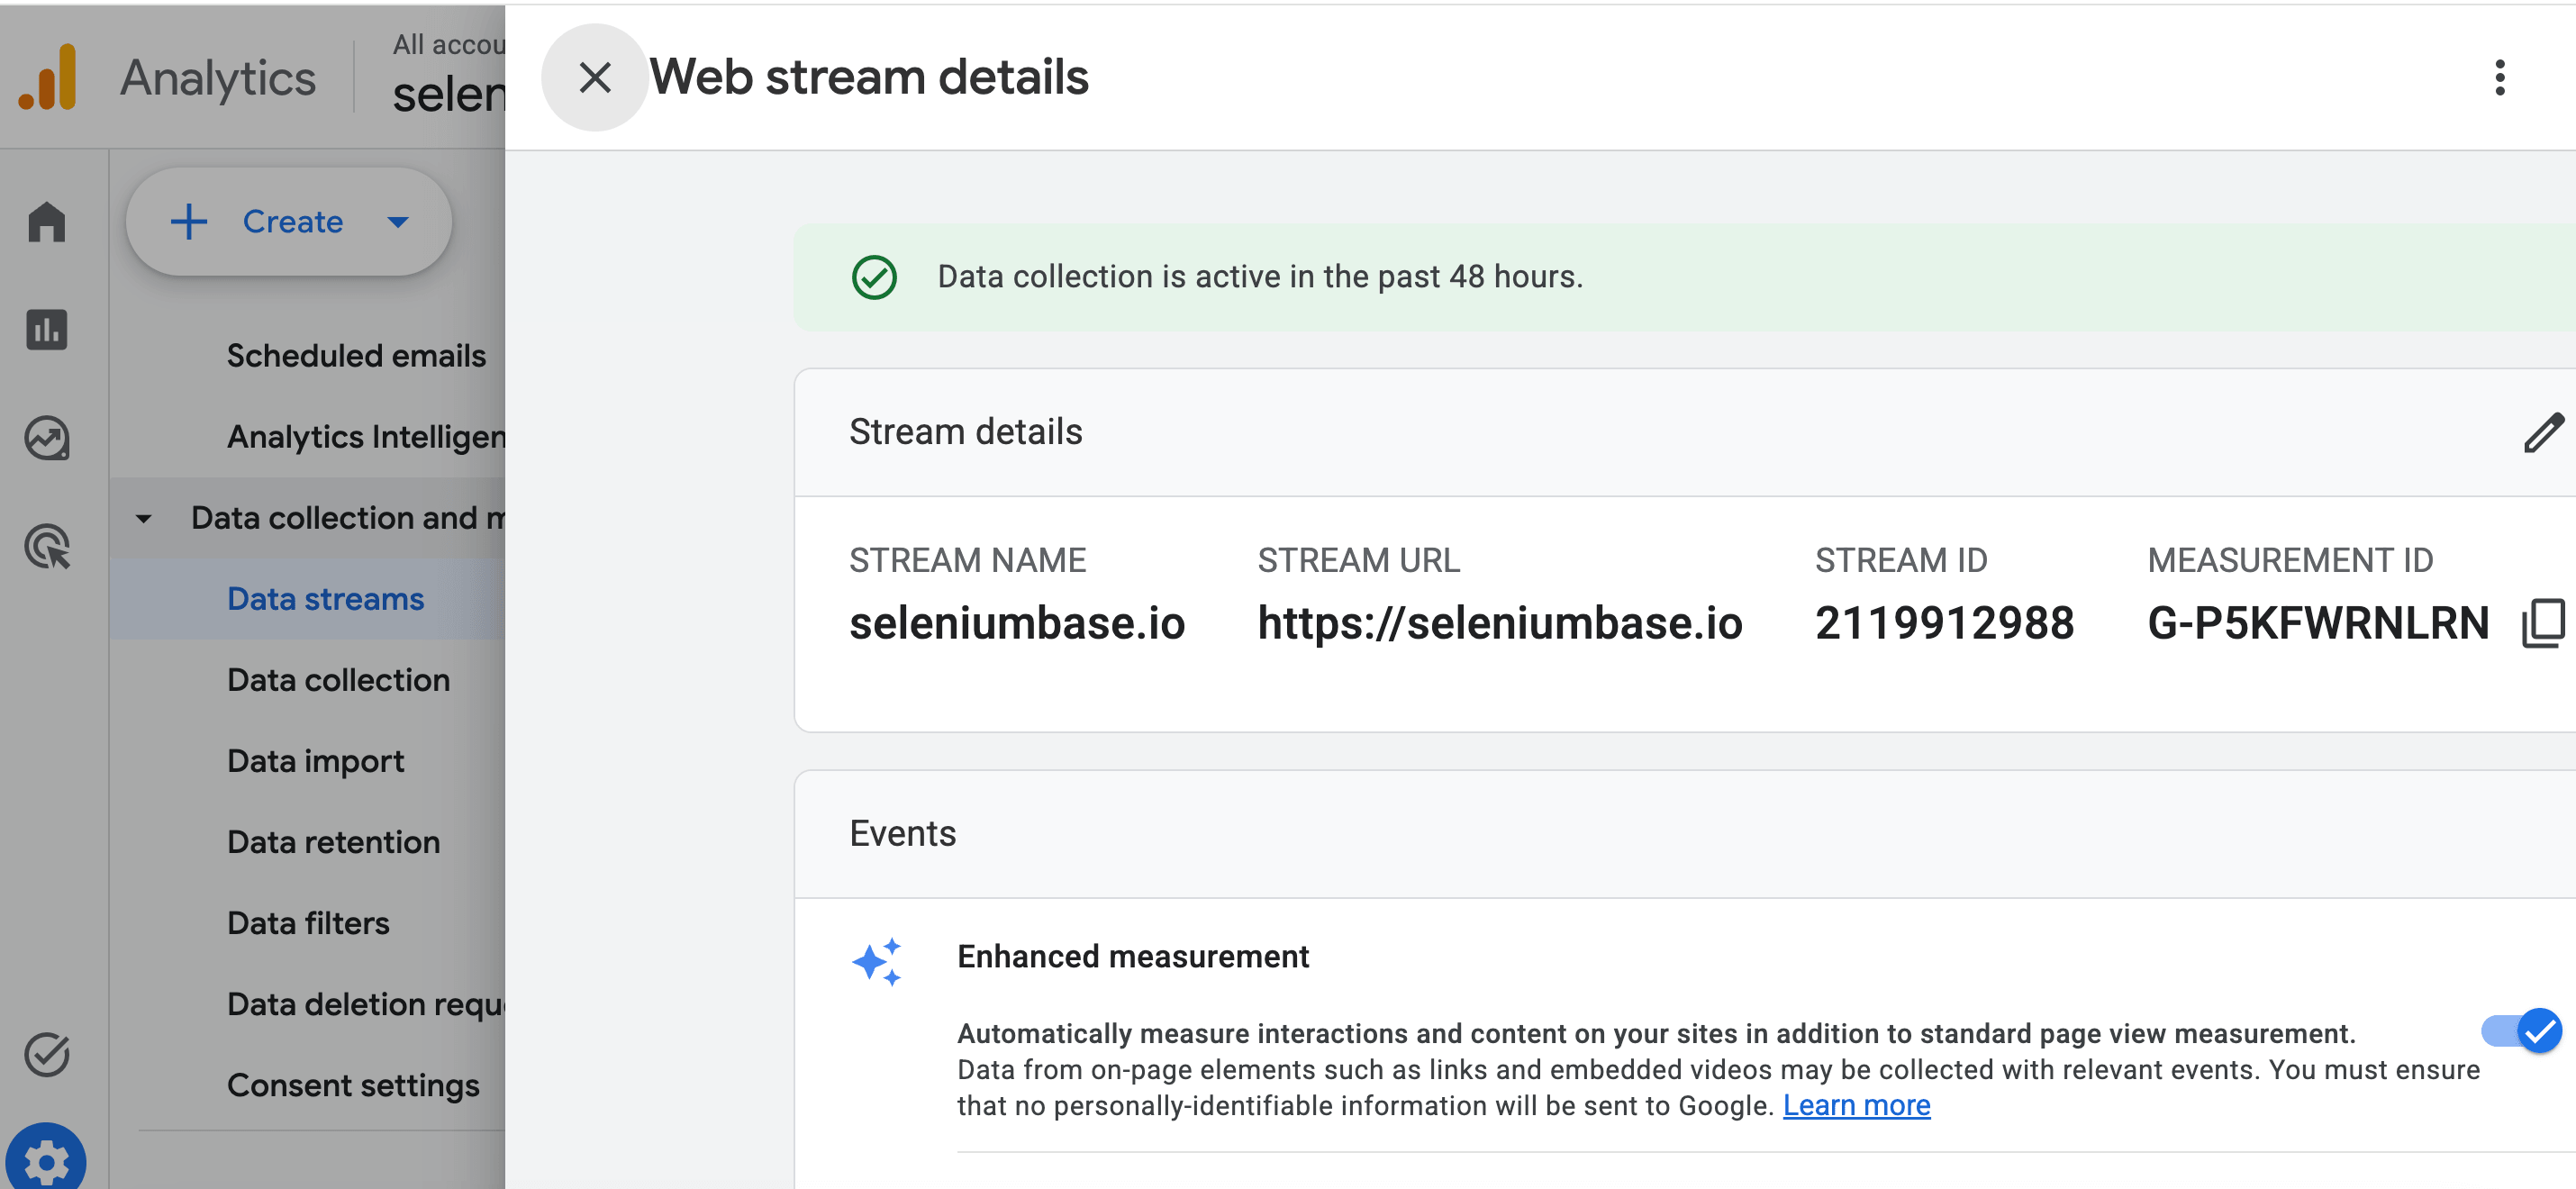 Analytics
All accou
selen
Web stream details
Create
Scheduled emails
Analytics Intelligen
Data collection and m
Data streams
Data collection
Data import
Data retention
Data filters
Data deletion reque
Consent settings
Data collection is active in the past 48 hours.
Stream details
STREAM NAME
seleniumbase.io
STREAM URL
https://seleniumbase.io
STREAM ID
2119912988
MEASUREMENT ID
G-P5KFWRNLRN
Events
Enhanced measurement
Automatically measure interactions and content on your sites in addition to standard page view measurement.
Data from on-page elements such as links and embedded videos may be collected with relevant events. You must ensure
that no personally-identifiable information will be sent to Google. Learn more